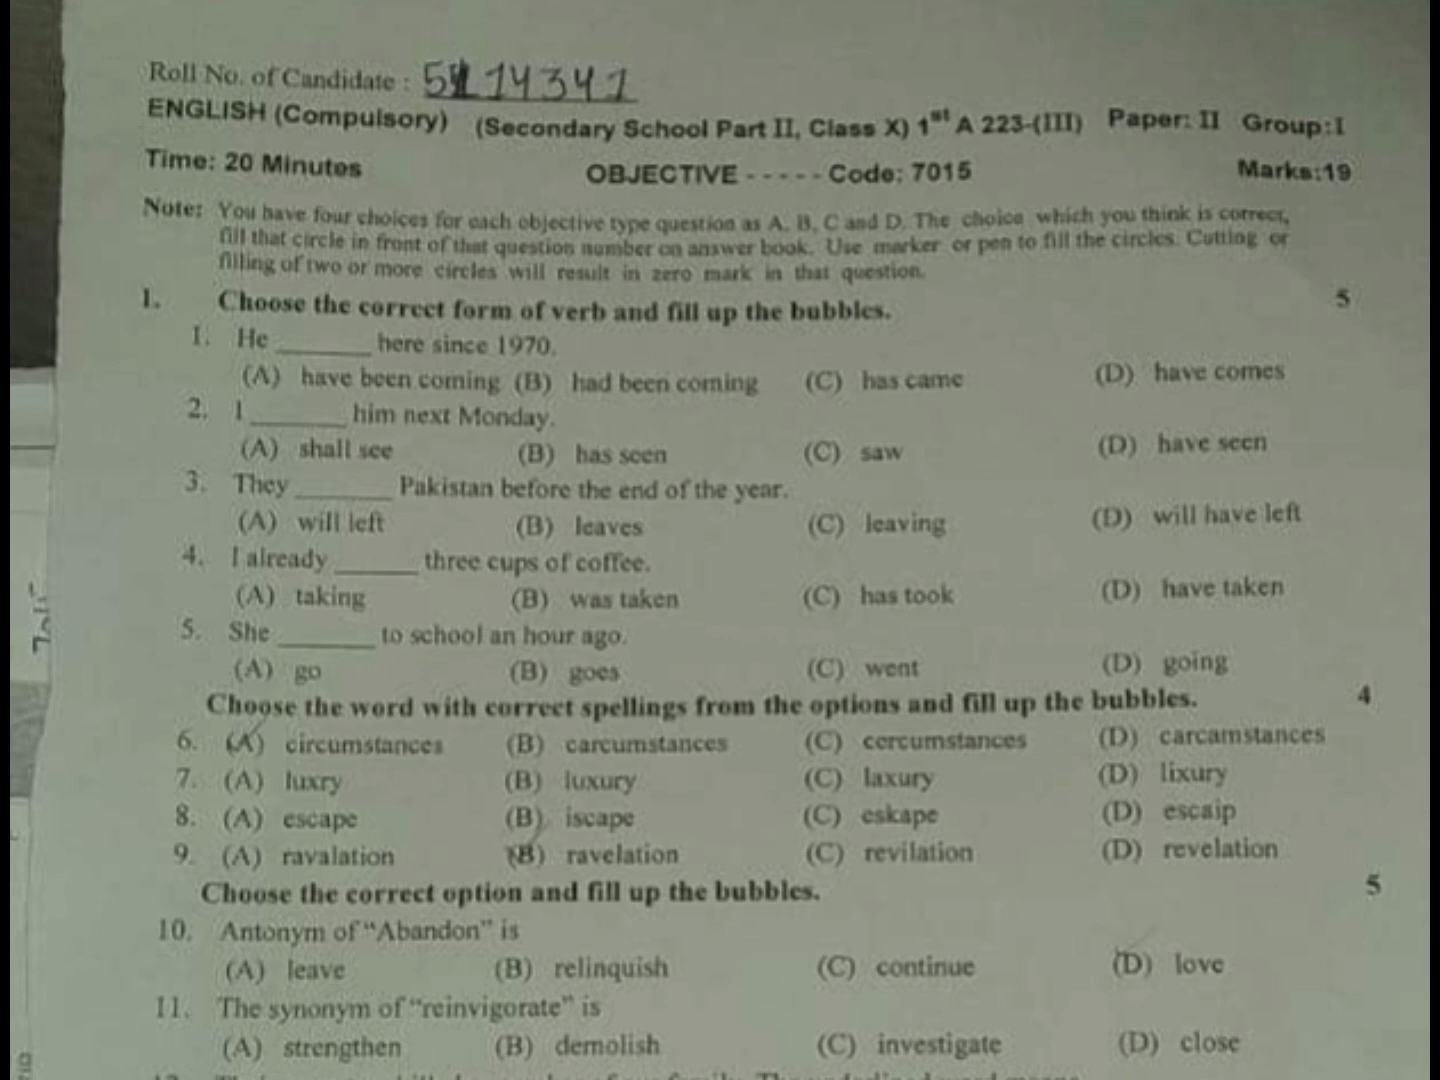 Roll No. of Candidate : 5114341
ENGLISH (Compulsory) (Secondary School Part II, Class X) 1st A 223-(III) Paper: II Group:I
Time: 20 Minutes OBJECTIVE - - - - - Code: 7015 Marks:19
Note: You have four choices for each objective type question as A, B, C and D. The choice which you think is correct,
fill that circle in front of that question number on answer book. Use marker or pen to fill the circles. Cutting or
filling of two or more circles will result in zero mark in that question.
1. Choose the correct form of verb and fill up the bubbles. 5
1. He ______ here since 1970.
(A) have been coming (B) had been coming (C) has came (D) have comes
2. I ______ him next Monday.
(A) shall see (B) has seen (C) saw (D) have seen
3. They ______ Pakistan before the end of the year.
(A) will left (B) leaves (C) leaving (D) will have left
4. I already ______ three cups of coffee.
(A) taking (B) was taken (C) has took (D) have taken
5. She ______ to school an hour ago.
(A) go (B) goes (C) went (D) going
Choose the word with correct spellings from the options and fill up the bubbles. 4
6. (A) circumstances (B) carcumstances (C) cercumstances (D) carcamstances
7. (A) luxry (B) luxury (C) laxury (D) lixury
8. (A) escape (B) iscape (C) eskape (D) escaip
9. (A) ravalation (B) ravelation (C) revilation (D) revelation
Choose the correct option and fill up the bubbles. 5
10. Antonym of “Abandon” is
(A) leave (B) relinquish (C) continue (D) love
11. The synonym of “reinvigorate” is
(A) strengthen (B) demolish (C) investigate (D) close